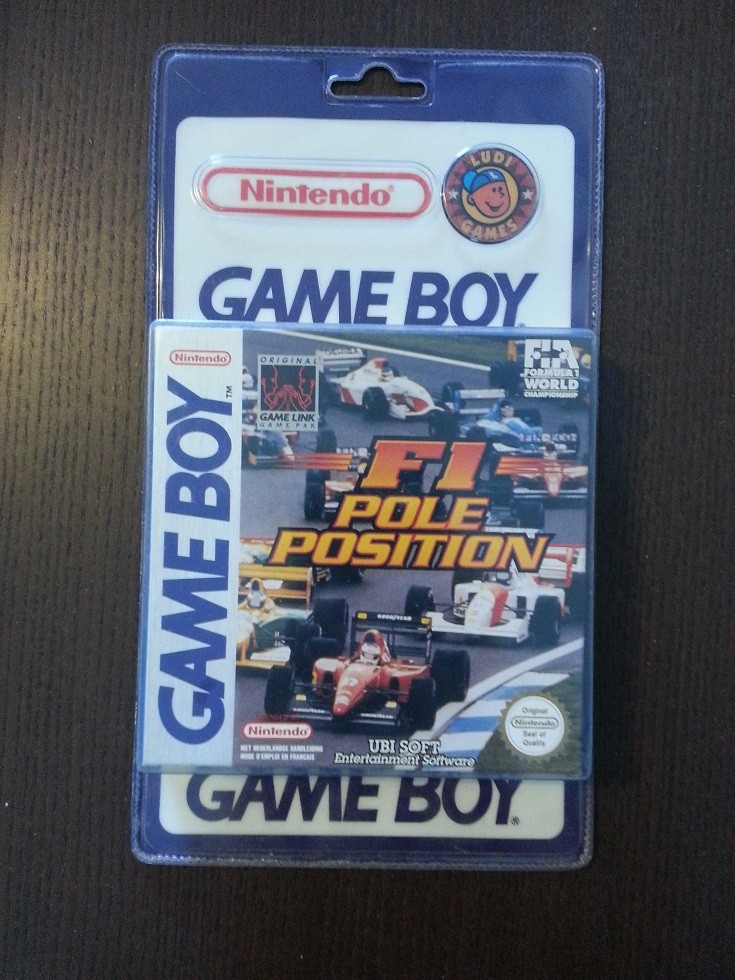 Nintendo®
LUDI
GAMES
GAME BOY
Nintendo
GAME BOY™
ORIGINAL
GAME LINK
GAME PAK
FIA
FORMULA 1
WORLD
CHAMPIONSHIP
F1
POLE
POSITION
GOODYEAR
Nintendo
MET NEDERLANDSE HANDLEIDING
MODE D'EMPLOI EN FRANÇAIS
UBI SOFT
Entertainment Software
Original
Nintendo
Seal of
Quality
GAME BOY®